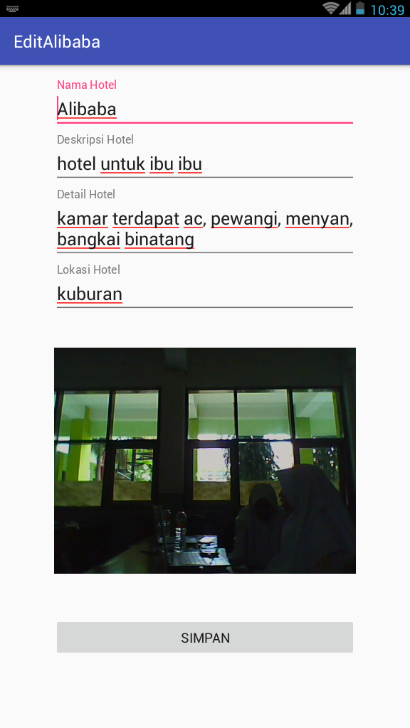 10:39
EditAlibaba
Nama Hotel
Alibaba
Deskripsi Hotel
hotel untuk ibu ibu
Detail Hotel
kamar terdapat ac, pewangi, menyan,
bangkai binatang
Lokasi Hotel
kuburan
SIMPAN